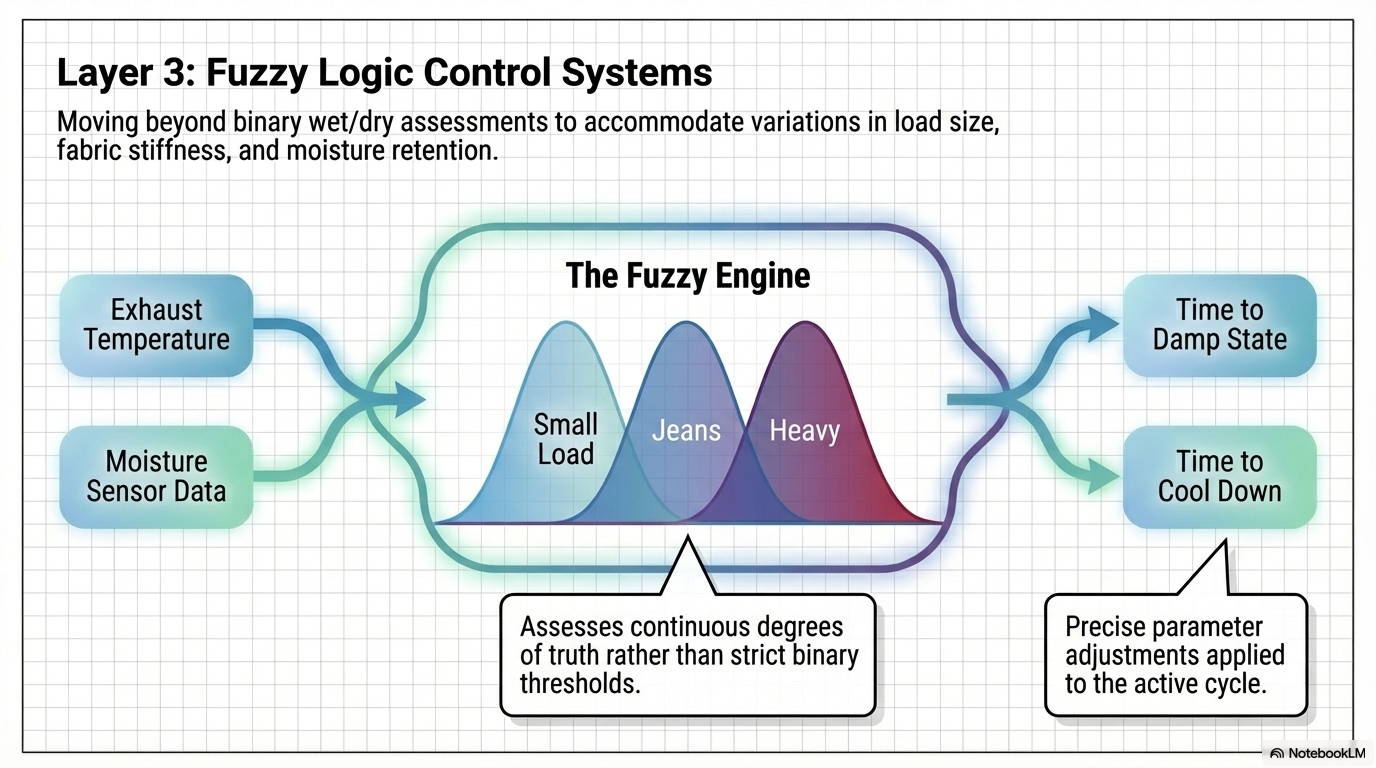 Layer 3: Fuzzy Logic Control Systems
Moving beyond binary wet/dry assessments to accommodate variations in load size,
fabric stiffness, and moisture retention.
Exhaust
Temperature
Moisture
Sensor Data
The Fuzzy Engine
Small
Load
Jeans
Heavy
Time to
Damp State
Time to
Cool Down
Assesses continuous degrees
of truth rather than strict binary
thresholds.
Precise parameter
adjustments applied
to the active cycle.
NotebookLM